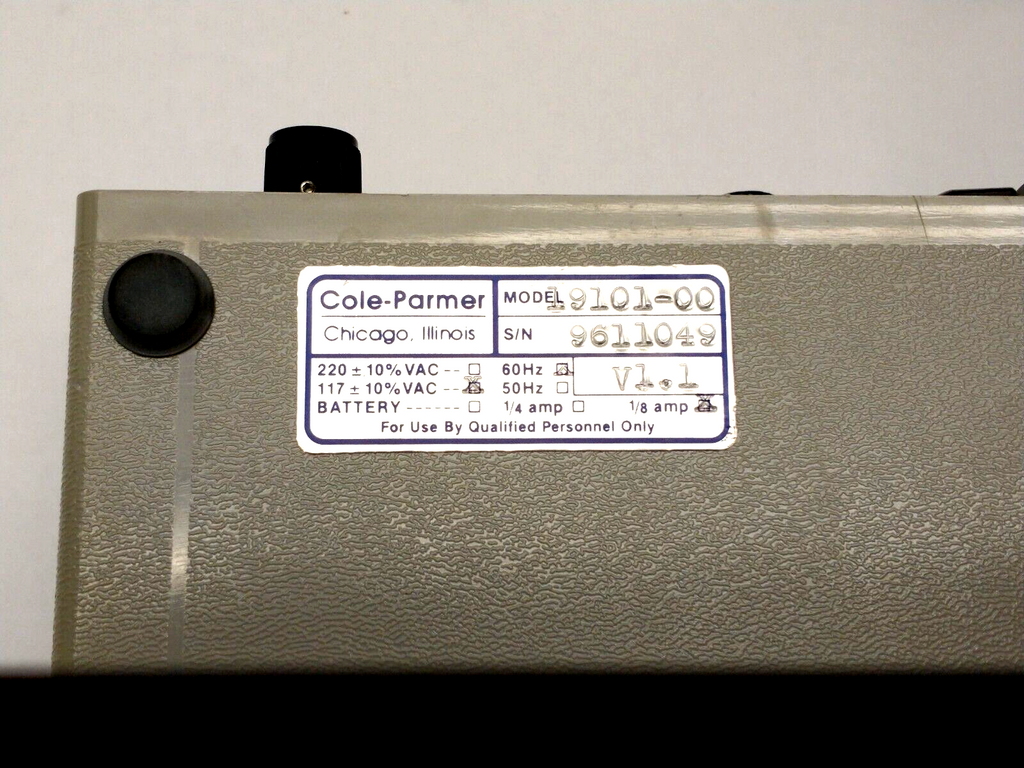 Cole-Parmer
Chicago, Illinois
MODEL 19101-00
S/N 9611049
220 ± 10% VAC -- □ 60Hz ☒
117 ± 10% VAC -- ☒ 50Hz □
V1.1
BATTERY ------ □ 1/4 amp □ 1/8 amp ☒
For Use By Qualified Personnel Only